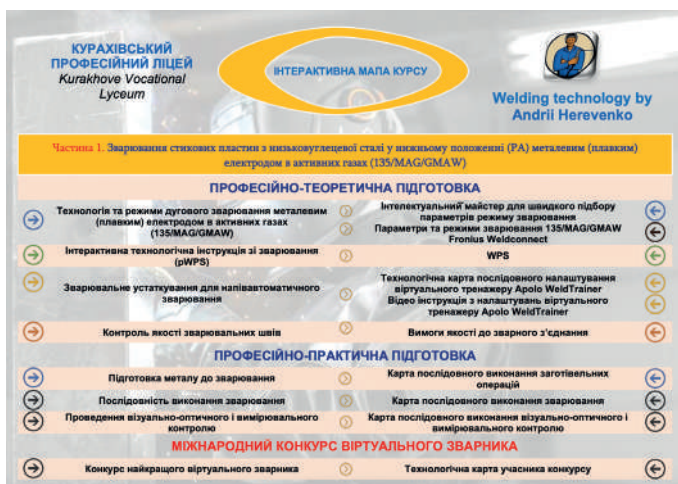 КУРАХІВСЬКИЙ
ПРОФЕСІЙНИЙ ЛІЦЕЙ
Kurakhove Vocational
Lyceum
ІНТЕРАКТИВНА МАПА КУРСУ
Welding technology by
Andrii Herevenko
Частина 1. Зварювання стикових пластин з низьковуглецевої сталі у нижньому положенні (РА) металевим (плавким)
електродом в активних газах (135/MAG/GMAW)
ПРОФЕСІЙНО-ТЕОРЕТИЧНА ПІДГОТОВКА
Технологія та режими дугового зварювання металевим
(плавким) електродом в активних газах
(135/MAG/GMAW)
Інтелектуальний майстер для швидкого підбору
параметрів режиму зварювання
Параметри та режими зварювання 135/MAG/GMAW
Fronius Weldconnect
Інтерактивна технологічна інструкція зі зварювання
(pWPS)
WPS
Зварювальне устаткування для напівавтоматичного
зварювання
Технологічна карта послідовного налаштування
віртуального тренажеру Apolo WeldTrainer
Відео інструкція з налаштувань віртуального
тренажеру Apolo WeldTrainer
Контроль якості зварювальних швів
Вимоги якості до зварного з'єднання
ПРОФЕСІЙНО-ПРАКТИЧНА ПІДГОТОВКА
Підготовка металу до зварювання
Карта послідовного виконання заготівельних
операцій
Послідовність виконання зварювання
Карта послідовного виконання зварювання
Проведення візуально-оптичного і вимірювального
контролю
Карта послідовного виконання візуально-оптичного і
вимірювального контролю
МІЖНАРОДНИЙ КОНКУРС ВІРТУАЛЬНОГО ЗВАРНИКА
Конкурс найкращого віртуального зварника
Технологічна карта учасника конкурсу